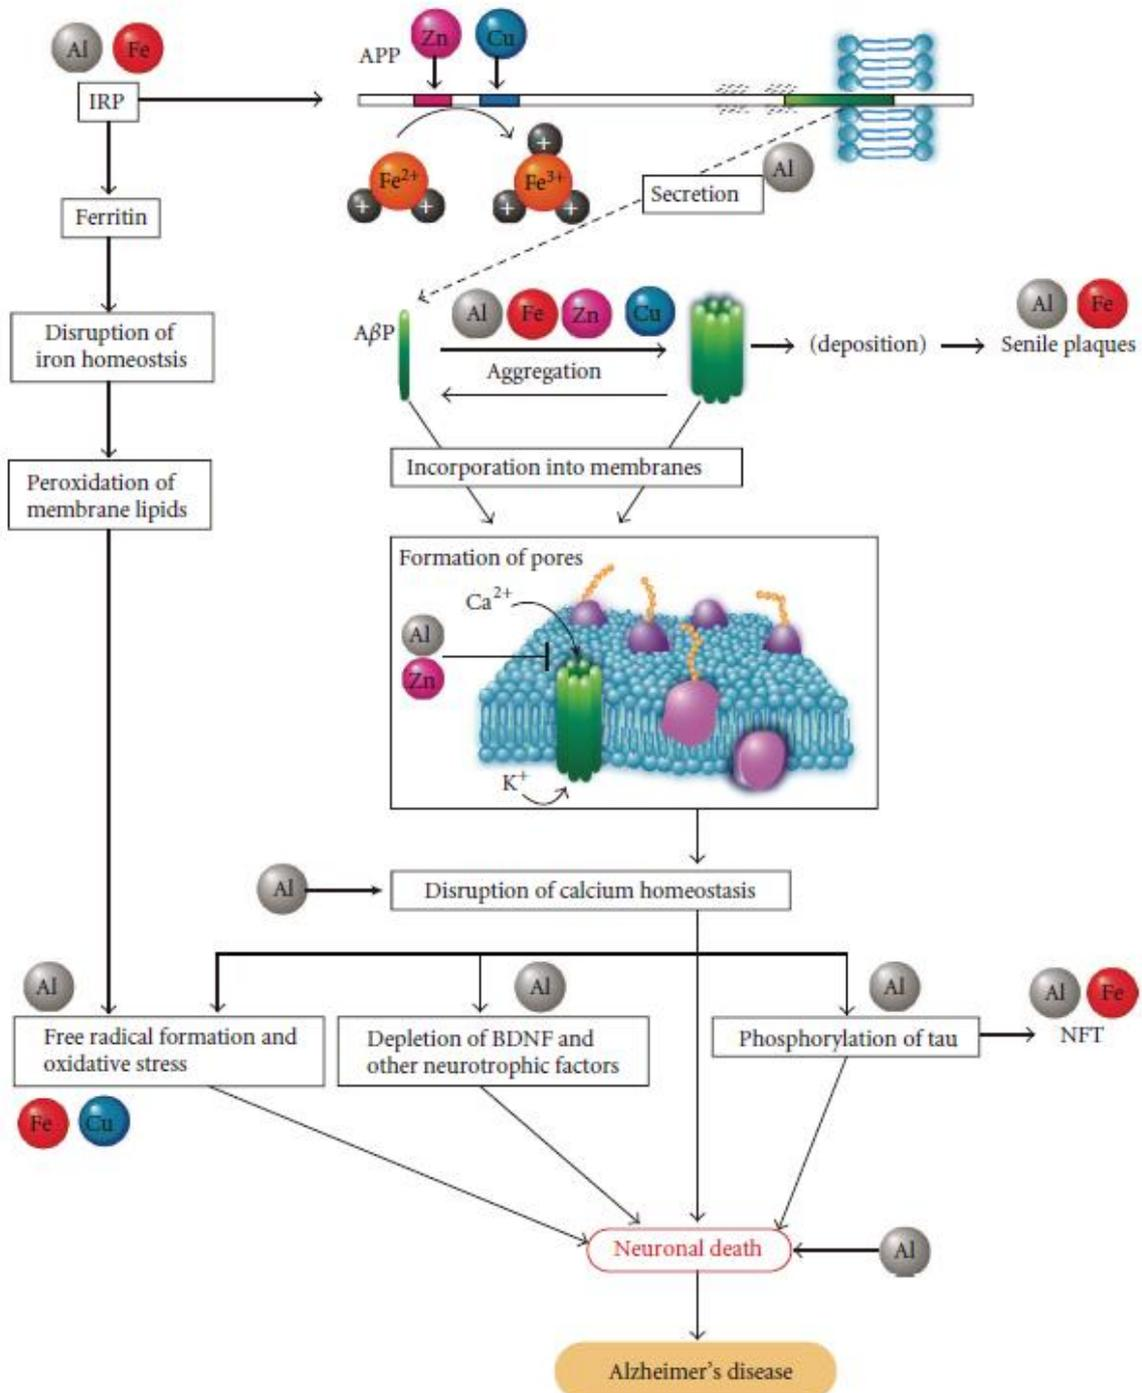 Al Fe
IRP
APP
Zn Cu
Fe2+
+ +
Fe3+
+
+ +
Al
Secretion
Ferritin
Disruption of
iron homeostsis
Peroxidation of
membrane lipids
AβP
Al Fe Zn Cu
Aggregation
(deposition)
Al Fe
Senile plaques
Incorporation into membranes
Formation of pores
Ca2+
Al
Zn
K+
Al
Disruption of calcium homeostasis
Al
Free radical formation and
oxidative stress
Fe Cu
Al
Depletion of BDNF and
other neurotrophic factors
Al
Phosphorylation of tau
Al Fe
NFT
Neuronal death
Al
Alzheimer's disease